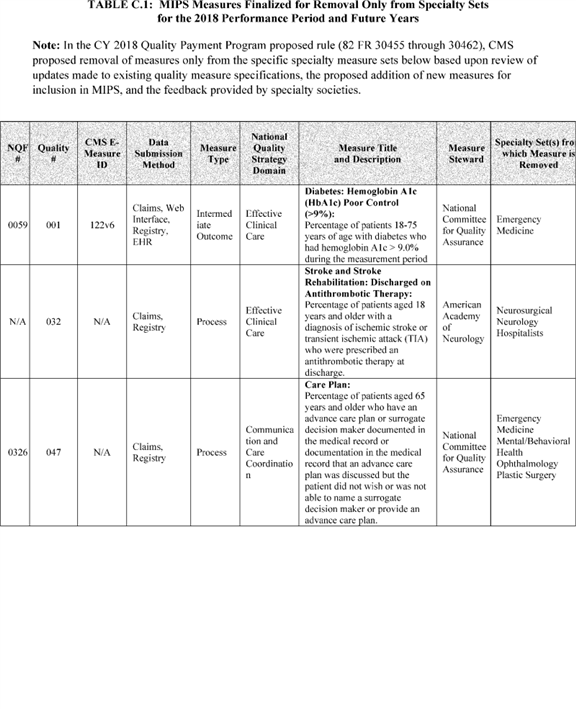 TABLE C.1: MIPS Measures Finalized for Removal Only from Specialty Sets
for the 2018 Performance Period and Future Years
Note: In the CY 2018 Quality Payment Program proposed rule (82 FR 30455 through 30462), CMS
proposed removal of measures only from the specific specialty measure sets below based upon review of
updates made to existing quality measure specifications, the proposed addition of new measures for
inclusion in MIPS, and the feedback provided by specialty societies.
NQF
#
Quality
#
CMS E-
Measure
ID
Data
Submission
Method
Measure
Type
National
Quality
Strategy
Domain
Measure Title
and Description
Measure
Steward
Specialty Set(s) fro
which Measure is
Removed
0059
001
122v6
Claims, Web
Interface,
Registry,
EHR
Intermed
iate
Outcome
Effective
Clinical
Care
Diabetes: Hemoglobin A1c
(HbA1c) Poor Control
(>9%):
Percentage of patients 18-75
years of age with diabetes who
had hemoglobin A1c > 9.0%
during the measurement period
National
Committee
for Quality
Assurance
Emergency
Medicine
N/A
032
N/A
Claims,
Registry
Process
Effective
Clinical
Care
Stroke and Stroke
Rehabilitation: Discharged on
Antithrombotic Therapy:
Percentage of patients aged 18
years and older with a
diagnosis of ischemic stroke or
transient ischemic attack (TIA)
who were prescribed an
antithrombotic therapy at
discharge.
American
Academy
of
Neurology
Neurosurgical
Neurology
Hospitalists
0326
047
N/A
Claims,
Registry
Process
Communica
tion and
Care
Coordinatio
n
Care Plan:
Percentage of patients aged 65
years and older who have an
advance care plan or surrogate
decision maker documented in
the medical record or
documentation in the medical
record that an advance care
plan was discussed but the
patient did not wish or was not
able to name a surrogate
decision maker or provide an
advance care plan.
National
Committee
for Quality
Assurance
Emergency
Medicine
Mental/Behavioral
Health
Ophthalmology
Plastic Surgery